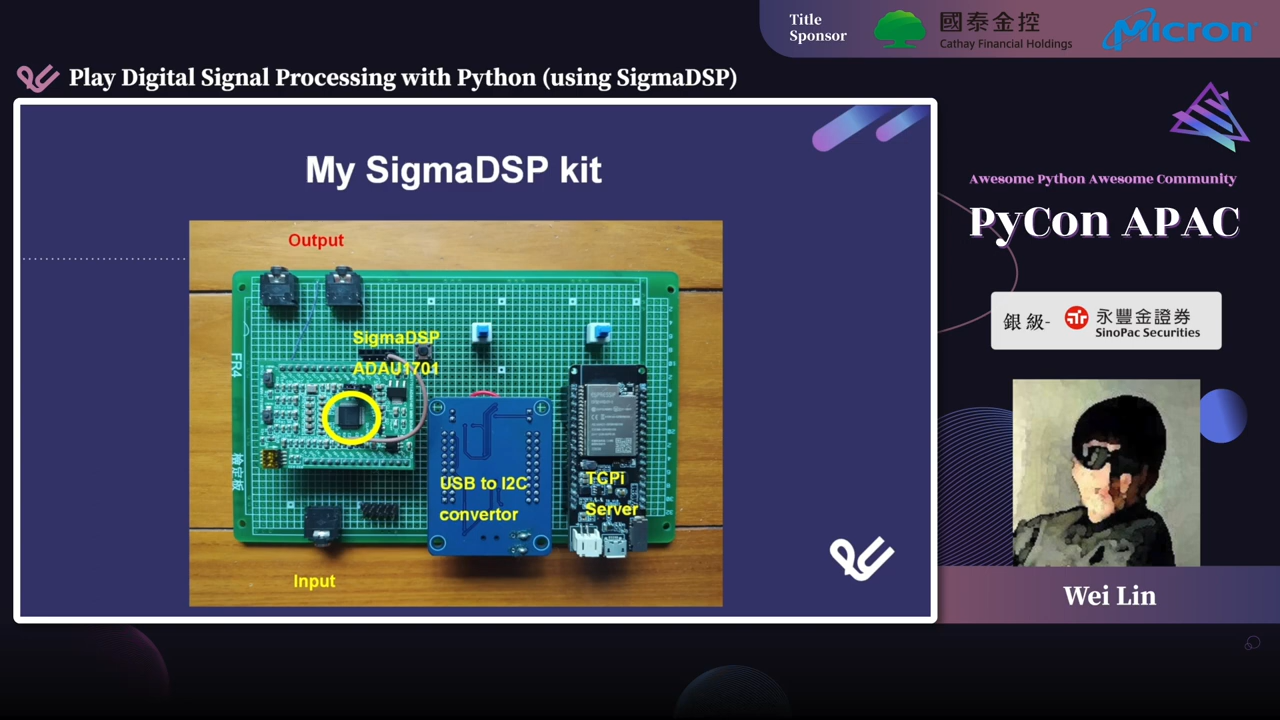 Title
Sponsor
國泰金控
Cathay Financial Holdings
Micron
Play Digital Signal Processing with Python (using SigmaDSP)
My SigmaDSP kit
Output
SigmaDSP
ADAU1701
FR4
USB to I2C
convertor
TCPi
Server
Input
Awesome Python Awesome Community
PyCon APAC
銀級-
永豐金證券
SinoPac Securities
Wei Lin